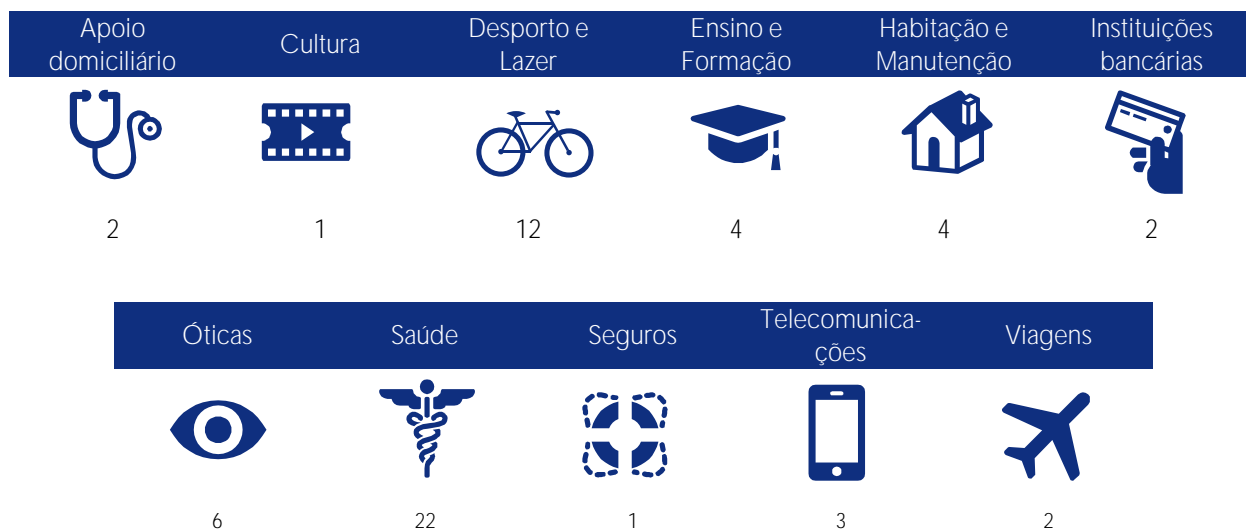 Apoio
domiciliário
Cultura
Desporto e
Lazer
Ensino e
Formação
Habitação e
Manutenção
Instituições
bancárias
2
1
12
4
4
2
Óticas
Saúde
Seguros
Telecomunica-
ções
Viagens
6
22
1
3
2